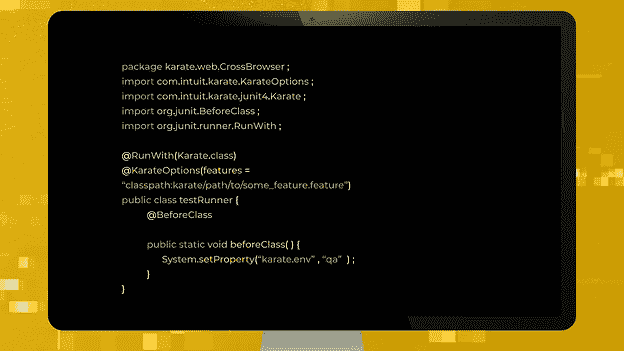 package karate.web.CrossBrowser ;
import com.intuit.karate.KarateOptions ;
import com.intuit.karate.junit4.Karate ;
import org.junit.BeforeClass ;
import org.junit.runner.RunWith ;
@RunWith(Karate.class)
@KarateOptions(features =
“classpath:karate/path/to/some_feature.feature”)
public class testRunner {
@BeforeClass
public static void beforeClass( ) {
System.setProperty(“karate.env” , “qa” ) ;
}
}